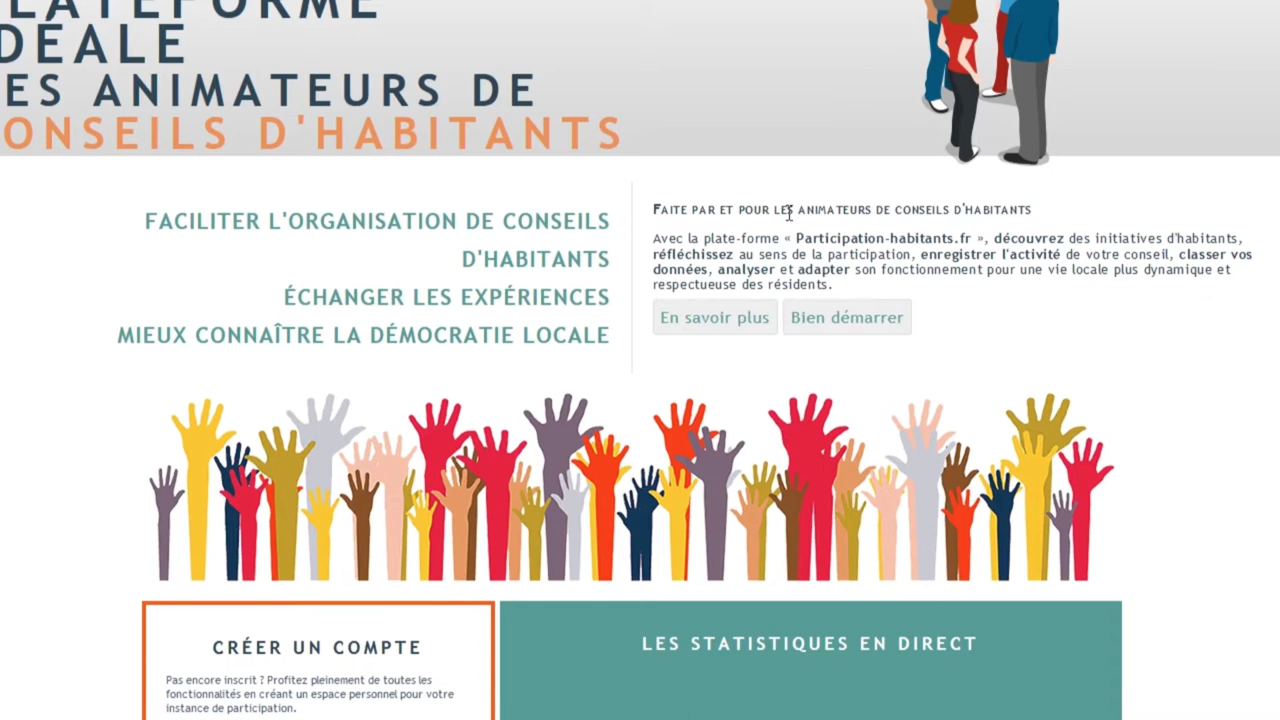 LATEFORME
DÉALE
ES ANIMATEURS DE
ONSEILS D'HABITANTS
FACILITER L'ORGANISATION DE CONSEILS
D'HABITANTS
ÉCHANGER LES EXPÉRIENCES
MIEUX CONNAÎTRE LA DÉMOCRATIE LOCALE
FAITE PAR ET POUR LES ANIMATEURS DE CONSEILS D'HABITANTS
Avec la plate-forme « Participation-habitants.fr », découvrez des initiatives d'habitants,
réfléchissez au sens de la participation, enregistrer l'activité de votre conseil, classer vos
données, analyser et adapter son fonctionnement pour une vie locale plus dynamique et
respectueuse des résidents.
En savoir plus
Bien démarrer
CRÉER UN COMPTE
Pas encore inscrit ? Profitez pleinement de toutes les
fonctionnalités en créant un espace personnel pour votre
instance de participation.
LES STATISTIQUES EN DIRECT